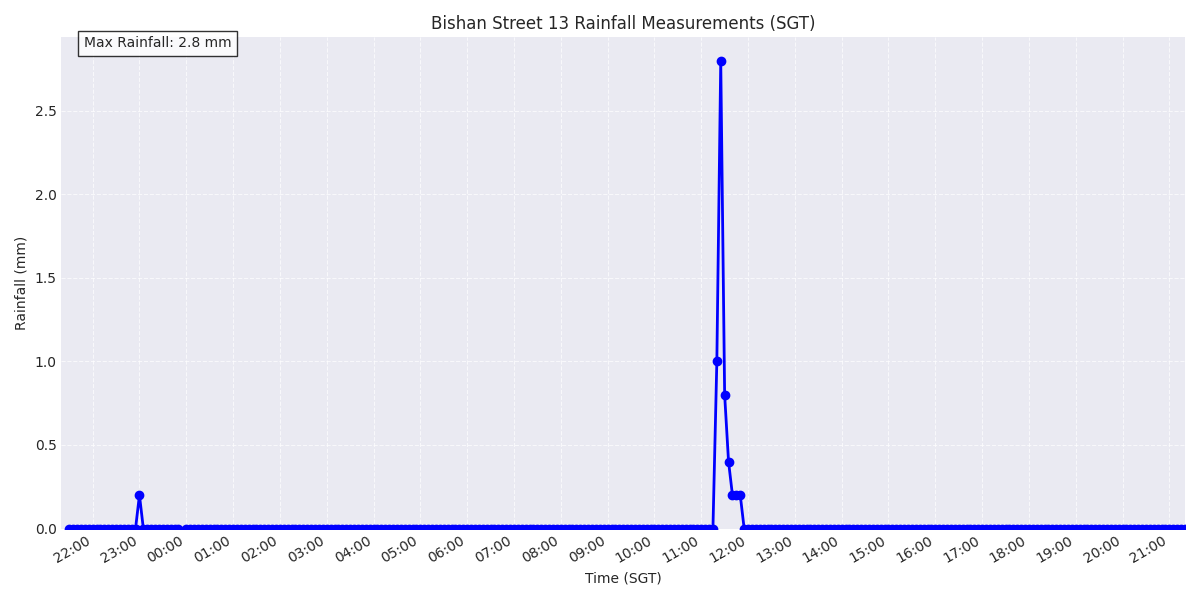 Bishan Street 13 Rainfall Measurements (SGT)
Max Rainfall: 2.8 mm
Rainfall (mm)
2.5
2.0
1.5
1.0
0.5
0.0
22:00 23:00 00:00 01:00 02:00 03:00 04:00 05:00 06:00 07:00 08:00 09:00 10:00 11:00 12:00 13:00 14:00 15:00 16:00 17:00 18:00 19:00 20:00 21:00
Time (SGT)